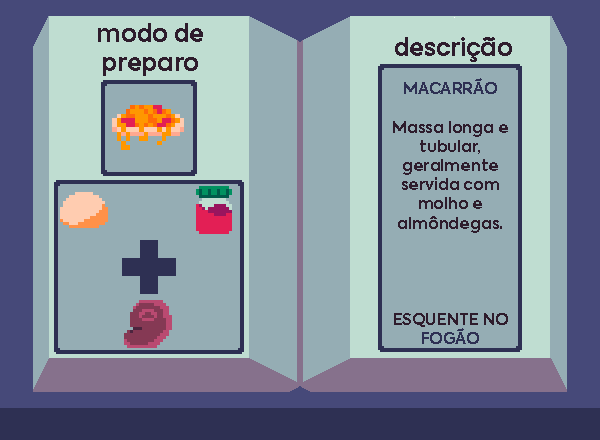 modo de
preparo
descrição
MACARRÃO
Massa longa e
tubular,
geralmente
servida com
molho e
almôndegas.
ESQUENTE NO
FOGÃO